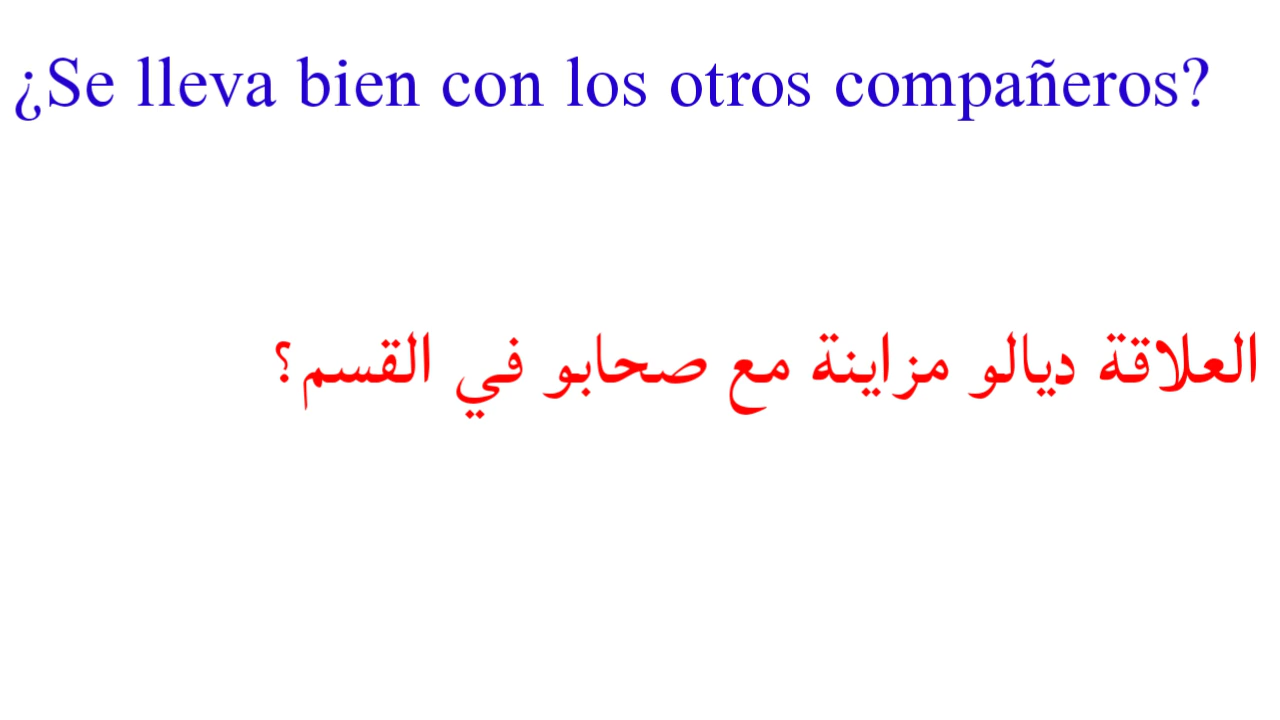 ¿Se lleva bien con los otros compañeros?
العلاقة ديالو مزاينة مع صحابو في القسم؟